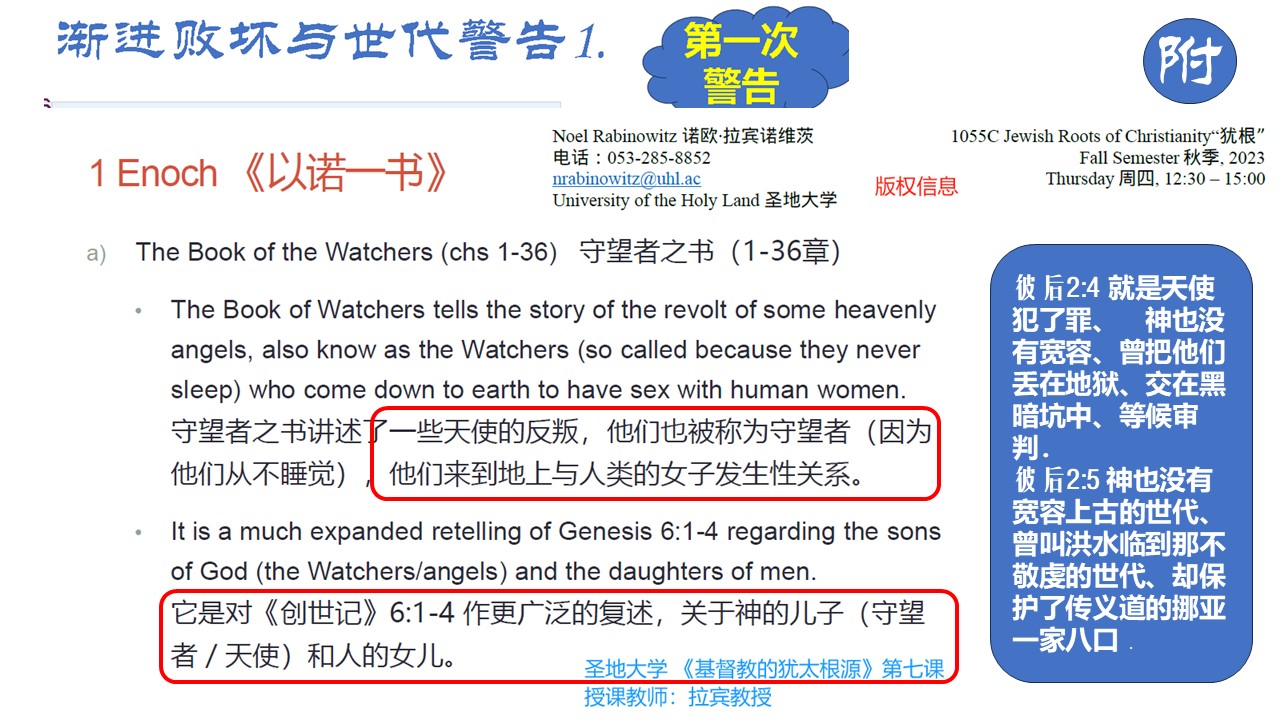 渐进败坏与世代警告1.
第一次
警告
附
Noel Rabinowitz 诺欧·拉宾诺维茨
电话：053-285-8852
nrabinowitz@uhl.ac
University of the Holy Land 圣地大学
版权信息
1055C Jewish Roots of Christianity“犹根”
Fall Semester 秋季, 2023
Thursday 周四, 12:30 – 15:00
1 Enoch 《以诺一书》
a) The Book of the Watchers (chs 1-36) 守望者之书（1-36章）
• The Book of Watchers tells the story of the revolt of some heavenly
angels, also know as the Watchers (so called because they never
sleep) who come down to earth to have sex with human women.
守望者之书讲述了一些天使的反叛，他们也被称为守望者（因为
他们从不睡觉），他们来到地上与人类的女子发生性关系。
• It is a much expanded retelling of Genesis 6:1-4 regarding the sons
of God (the Watchers/angels) and the daughters of men.
它是对《创世记》6:1-4 作更广泛的复述，关于神的儿子（守望
者 / 天使）和人的女儿。
圣地大学 《基督教的犹太根源》第七课
授课教师：拉宾教授
彼后2:4 就是天使
犯了罪、 神也没
有宽容、曾把他们
丢在地狱、交在黑
暗坑中、等候审
判．
彼后2:5 神也没有
宽容上古的世代、
曾叫洪水临到那不
敬虔的世代、却保
护了传义道的挪亚
一家八口．